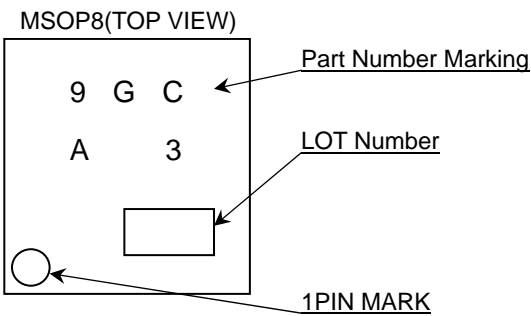 MSOP8(TOP VIEW)
Part Number Marking
9 G C
LOT Number
A 3
1PIN MARK